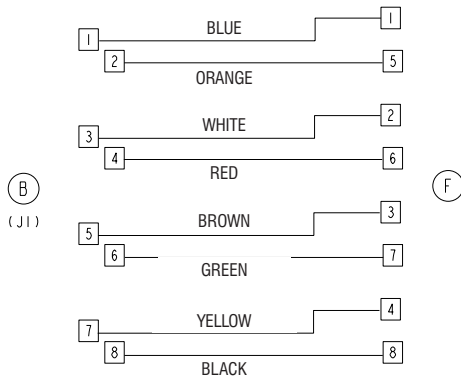 BLUE 1
1
2 5
ORANGE
WHITE 2
3
4 6
RED
B F
(J1)
BROWN 3
5
6 7
GREEN
YELLOW 4
7
8 8
BLACK